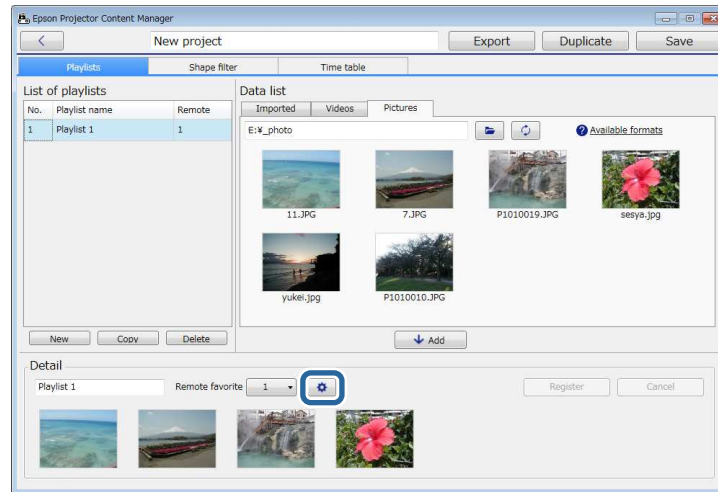 Epson Projector Content Manager
New project
Export
Duplicate
Save
Playlists
Shape filter
Time table
List of playlists
No. Playlist name Remote
1 Playlist 1 1
New
Copy
Delete
Data list
Imported
Videos
Pictures
E:¥_photo
Available formats
11.JPG
7.JPG
P1010019.JPG
sesya.jpg
yukei.jpg
P1010010.JPG
Add
Detail
Playlist 1
Remote favorite 1
Register
Cancel